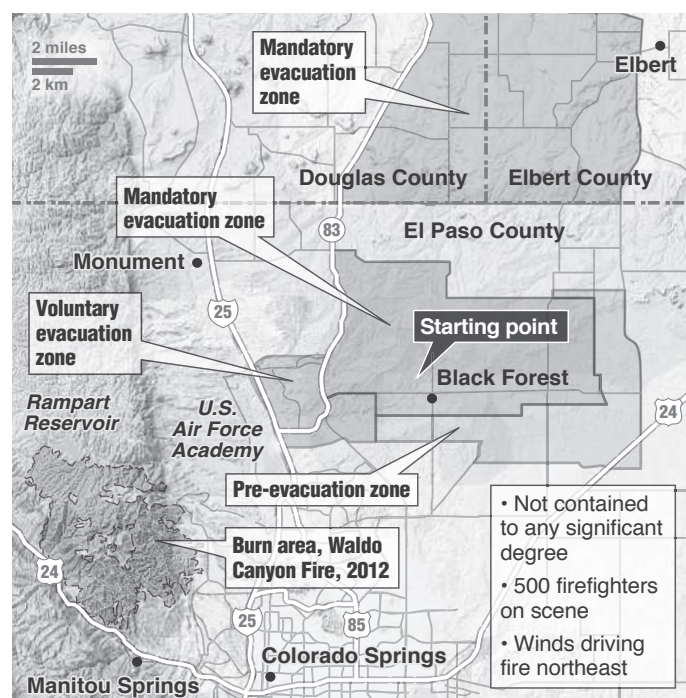 2 miles
2 km
Mandatory
evacuation
zone
Elbert
Douglas County
Elbert County
Mandatory
evacuation zone
83
El Paso County
Monument
25
Voluntary
evacuation
zone
Starting point
Black Forest
Rampart
Reservoir
U.S.
Air Force
Academy
24
Pre-evacuation zone
• Not contained
to any significant
degree
• 500 firefighters
on scene
• Winds driving
fire northeast
Burn area, Waldo
Canyon Fire, 2012
24
25
85
Colorado Springs
Manitou Springs